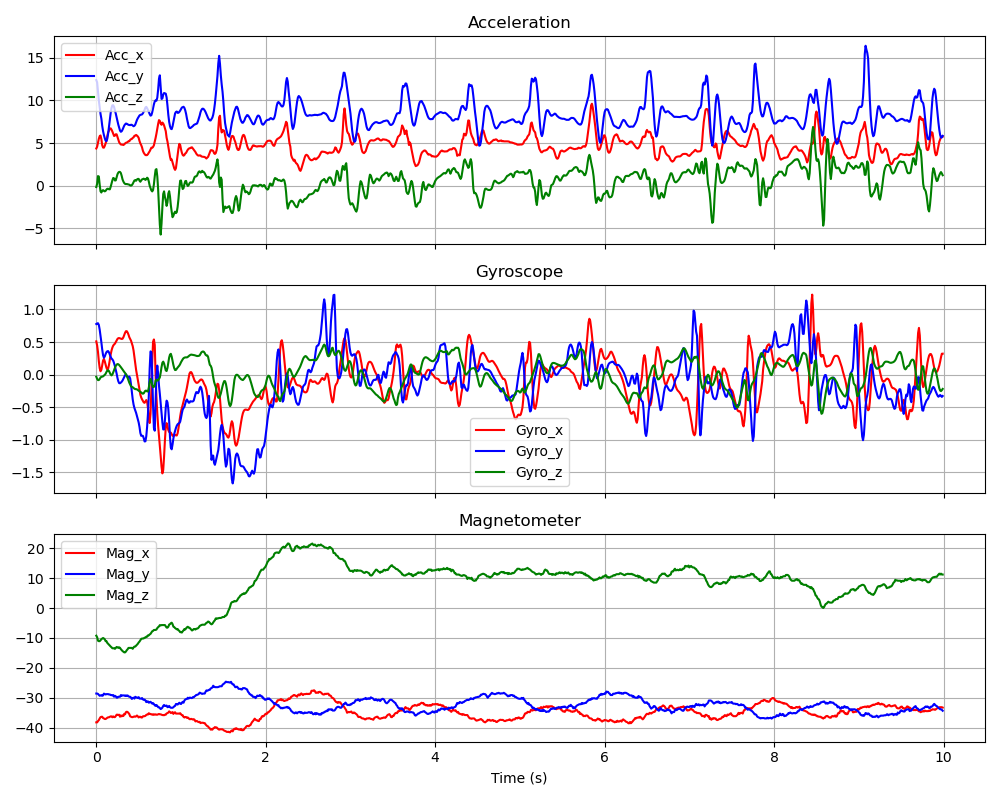 Acceleration
Acc_x
Acc_y
Acc_z
15
10
5
0
−5
Gyroscope
1.0
0.5
0.0
−0.5
−1.0
−1.5
Gyro_x
Gyro_y
Gyro_z
Magnetometer
Mag_x
Mag_y
Mag_z
20
10
0
−10
−20
−30
−40
0 2 4 6 8 10
Time (s)